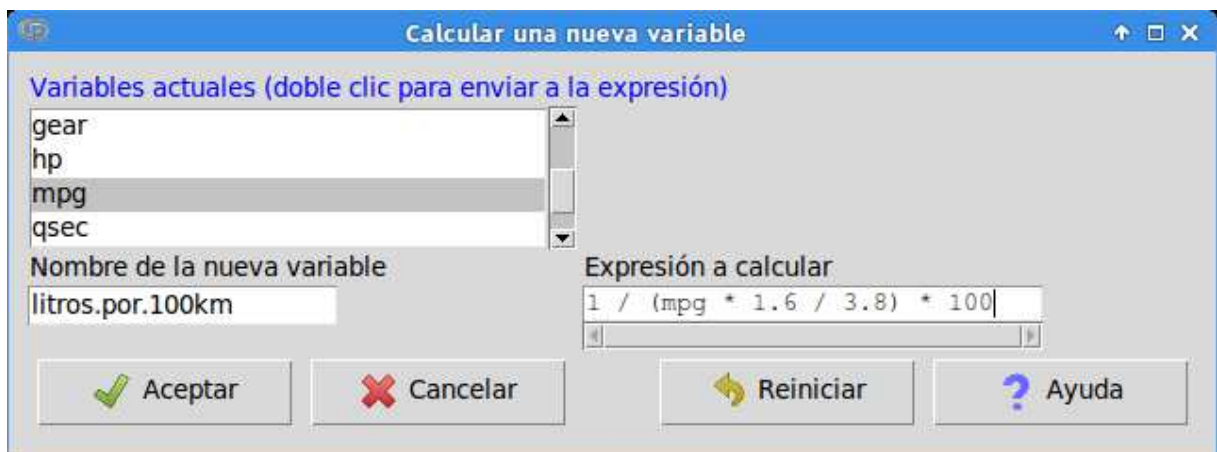 Calcular una nueva variable
Variables actuales (doble clic para enviar a la expresión)
gear
hp
mpg
qsec
Nombre de la nueva variable
Expresión a calcular
litros.por.100km
1 / (mpg * 1.6 / 3.8) * 100
Aceptar
Cancelar
Reiniciar
Ayuda